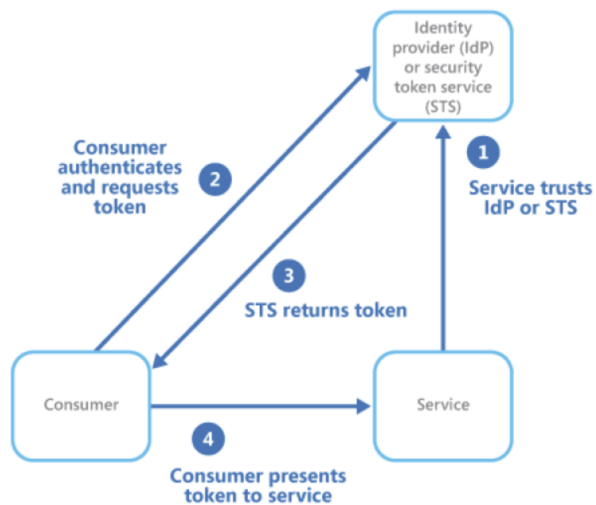 Identity
provider (IdP)
or security
token service
(STS)
1
Service trusts
IdP or STS
Consumer
authenticates
and requests
token
2
3
STS returns token
Consumer
Service
4
Consumer presents
token to service